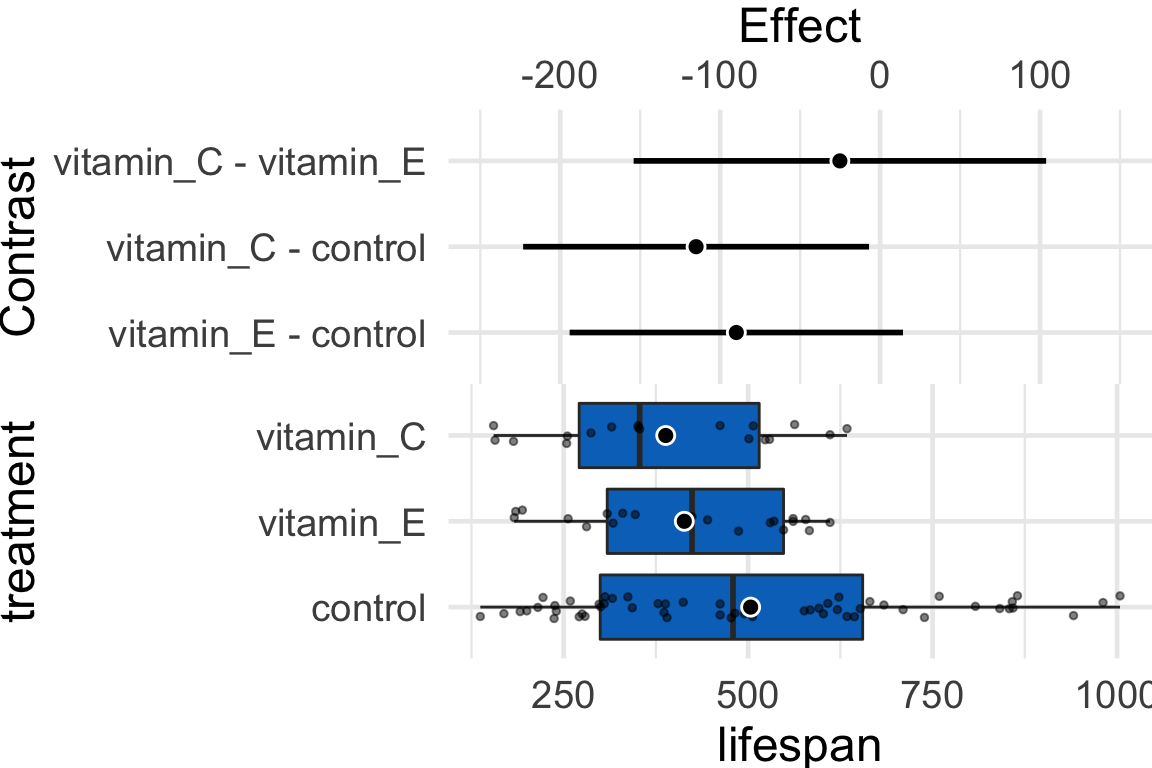 Effect
-200 -100 0 100
Contrast
vitamin_C - vitamin_E
vitamin_C - control
vitamin_E - control
treatment
vitamin_C
vitamin_E
control
250 500 750 1000
lifespan